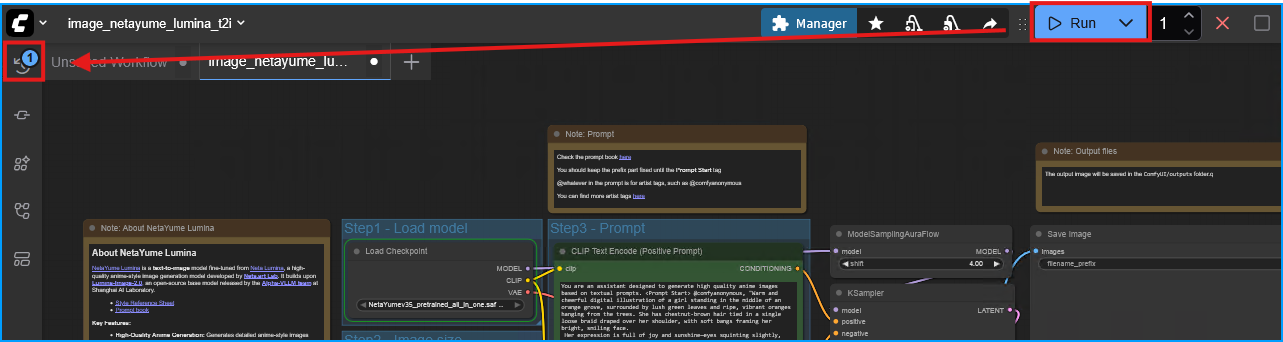 image_netayume_lumina_t2i
Manager
Run
1
1
Unsaved Workflow
image_netayume_lu...
Note: Prompt
Check the prompt book here
You should keep the prefix part fixed until the Prompt Start tag
@whatever in the prompt is for artist tags, such as @comfyanonymous
You can find more artist tags here
Note: Output files
The output image will be saved in the ComfyUI/outputs folder.q
Note: About NetaYume Lumina
About NetaYume Lumina
NetaYume Lumina is a text-to-image model fine-tuned from Neta Lumina, a high-
quality anime-style image generation model developed by Neta.art Lab. It builds upon
Lumina-Image-2.0, an open-source base model released by the Alpha-VLLM team at
Shanghai AI Laboratory.
Style Reference Sheet
Prompt book
Key Features:
High-Quality Anime Generation: Generates detailed anime-style images
Step1 - Load model
Load Checkpoint
MODEL
CLIP
VAE
NetaYumev35_pretrained_all_in_one.saf ...
Step2 - Image size
Step3 - Prompt
CLIP Text Encode (Positive Prompt)
clip
CONDITIONING
You are an assistant designed to generate high quality anime images
based on textual prompts. <Prompt Start> @comfyanonymous, "Warm and
cheerful digital illustration of a girl standing in the middle of an
orange grove, surrounded by lush green leaves and ripe, vibrant oranges
hanging from the trees. She has chestnut-brown hair tied in a single
loose braid draped over her shoulder, with soft bangs framing her
bright, smiling face.
Her expression is full of joy and sunshine—eyes squinting slightly,
ModelSamplingAuraFlow
model
MODEL
shift
4.00
KSampler
model
LATENT
positive
negative
Save Image
images
filename_prefix